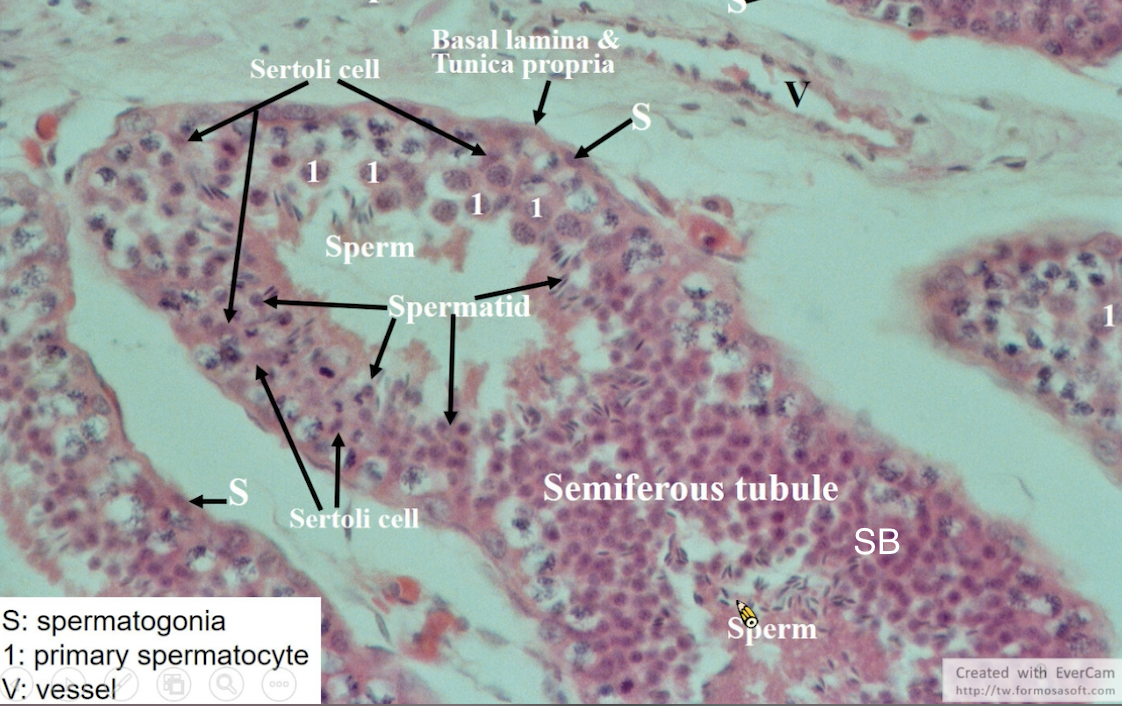 S
Basal lamina &
Tunica propria
Sertoli cell
V
S
1
1
1
1
Sperm
Spermatid
1
Semiferous tubule
S
Sertoli cell
SB
Sperm
S: spermatogonia
1: primary spermatocyte
V: vessel
Created with EverCam
http://tw.formosasoft.com